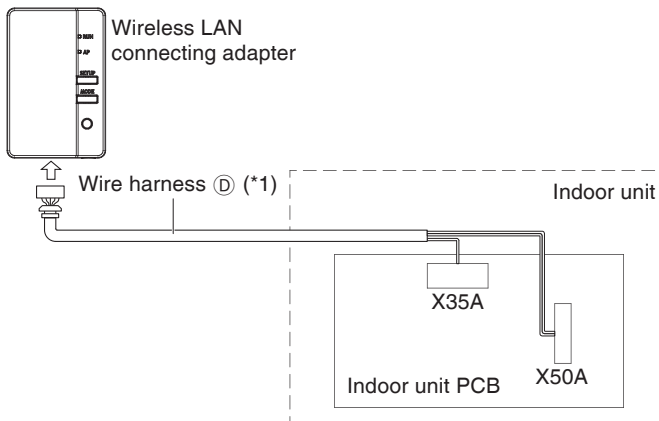 Wireless LAN
connecting adapter
RUN
AP
SETUP
MODE
Wire harness Ⓓ (*1)
Indoor unit
X35A
X50A
Indoor unit PCB